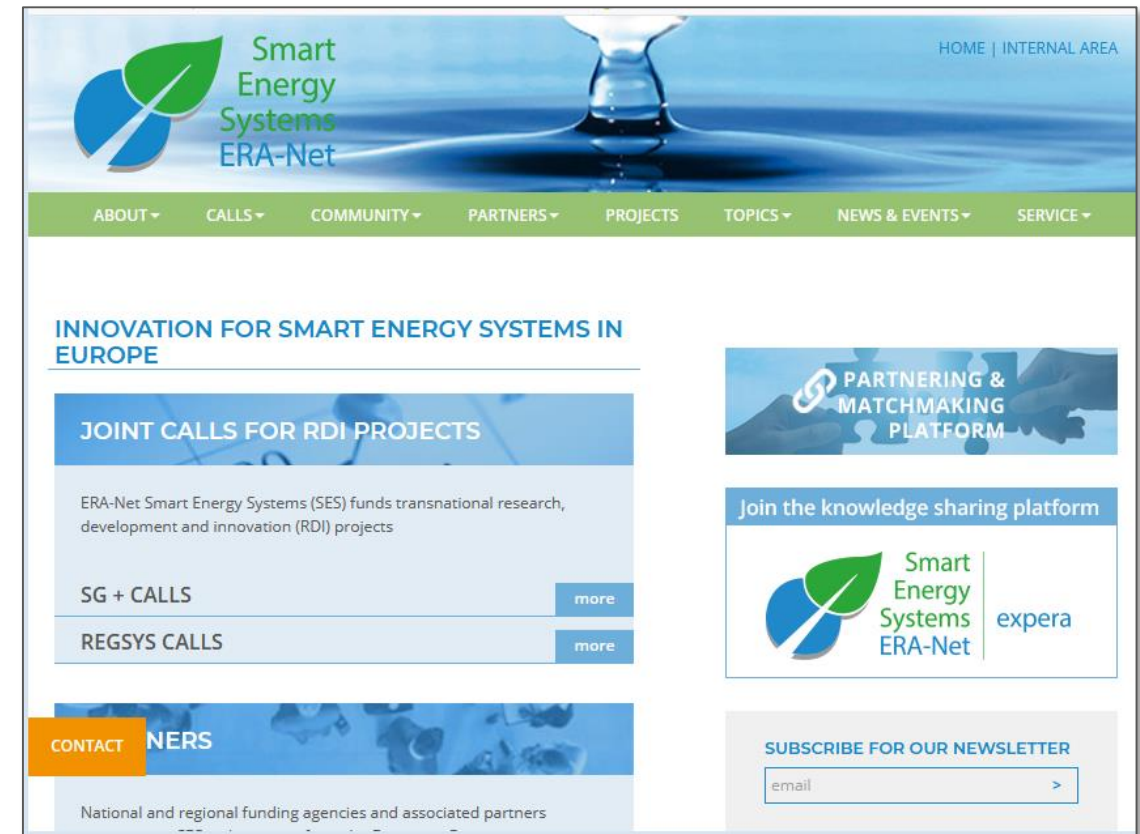 Smart
Energy
Systems
ERA-Net
HOME | INTERNAL AREA
ABOUT CALLS COMMUNITY PARTNERS PROJECTS TOPICS NEWS & EVENTS SERVICE
INNOVATION FOR SMART ENERGY SYSTEMS IN
EUROPE
JOINT CALLS FOR RDI PROJECTS
ERA-Net Smart Energy Systems (SES) funds transnational research,
development and innovation (RDI) projects
SG + CALLS
more
REGSYS CALLS
more
CONTACT
NERS
National and regional funding agencies and associated partners
PARTNERING &
MATCHMAKING
PLATFORM
Join the knowledge sharing platform
Smart
Energy
Systems
ERA-Net
expera
SUBSCRIBE FOR OUR NEWSLETTER
email >